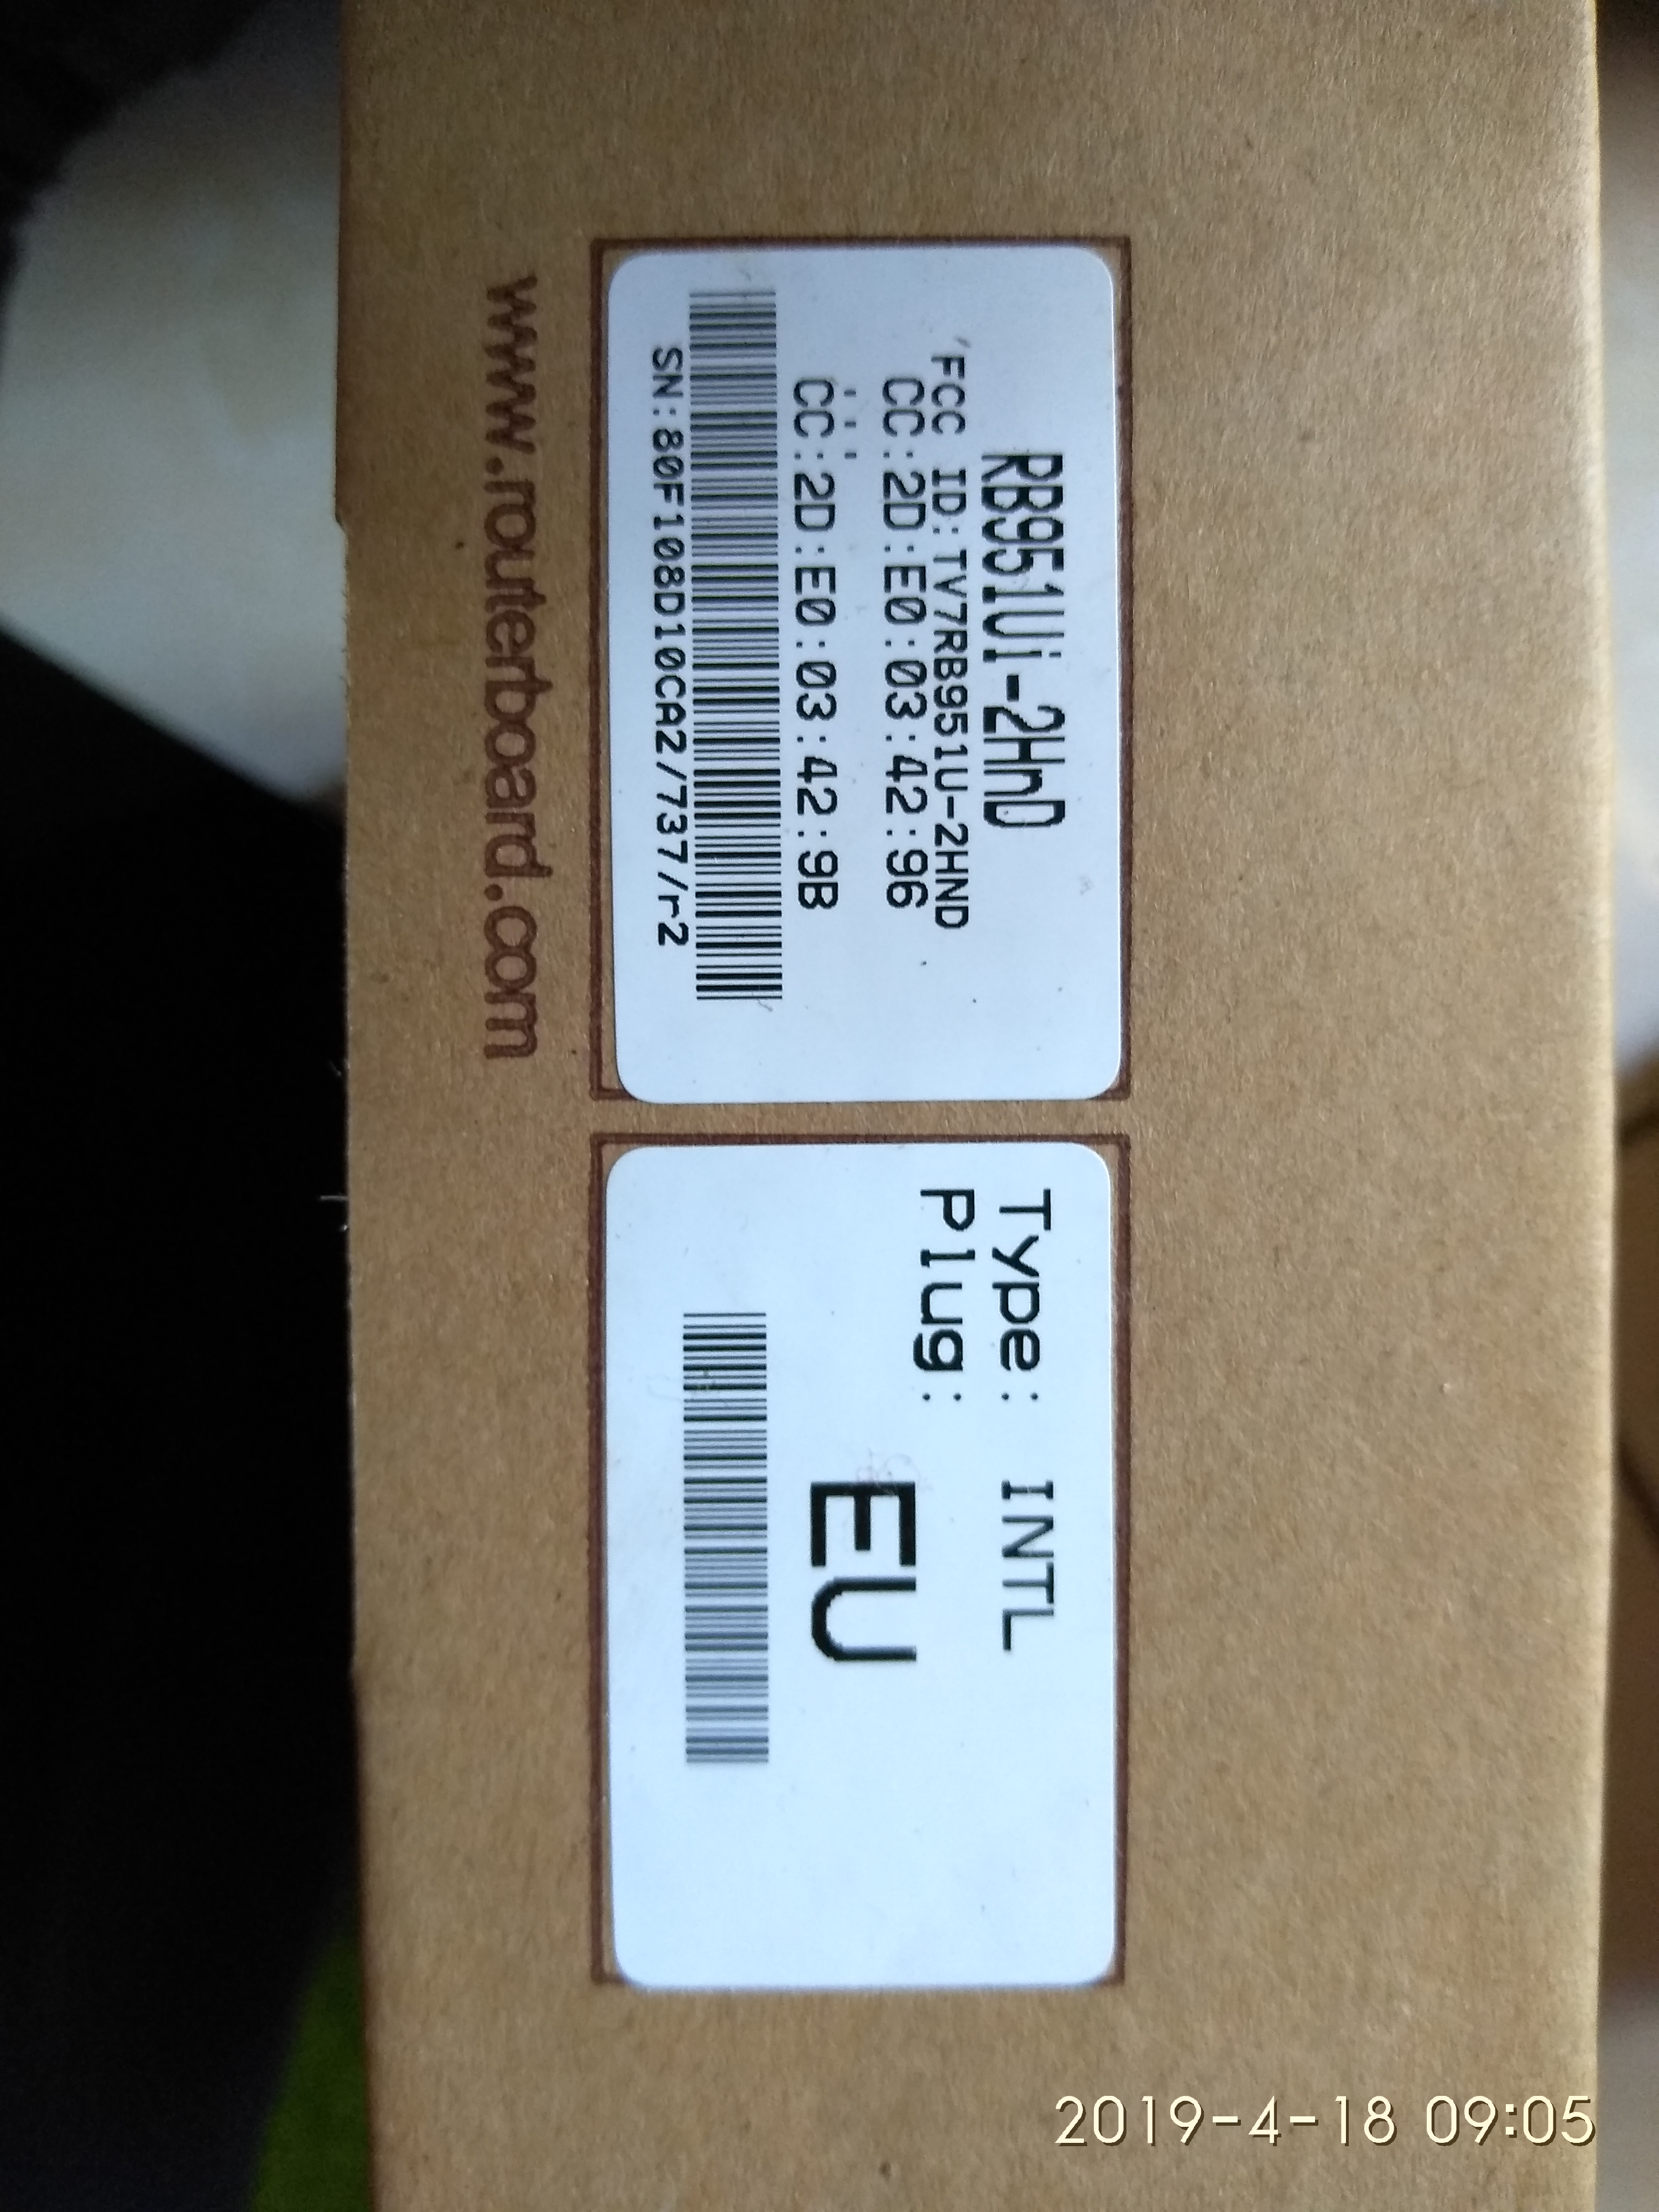 RB951Ui-2HnD
FCC ID:TV7RB951U-2HND
CC:2D:E0:03:42:96
...
CC:2D:E0:03:42:9B
SN:80F108D10CA2/737/r2
Type: INTL
Plug:
EU
www.routerboard.com
2019-4-18 09:05